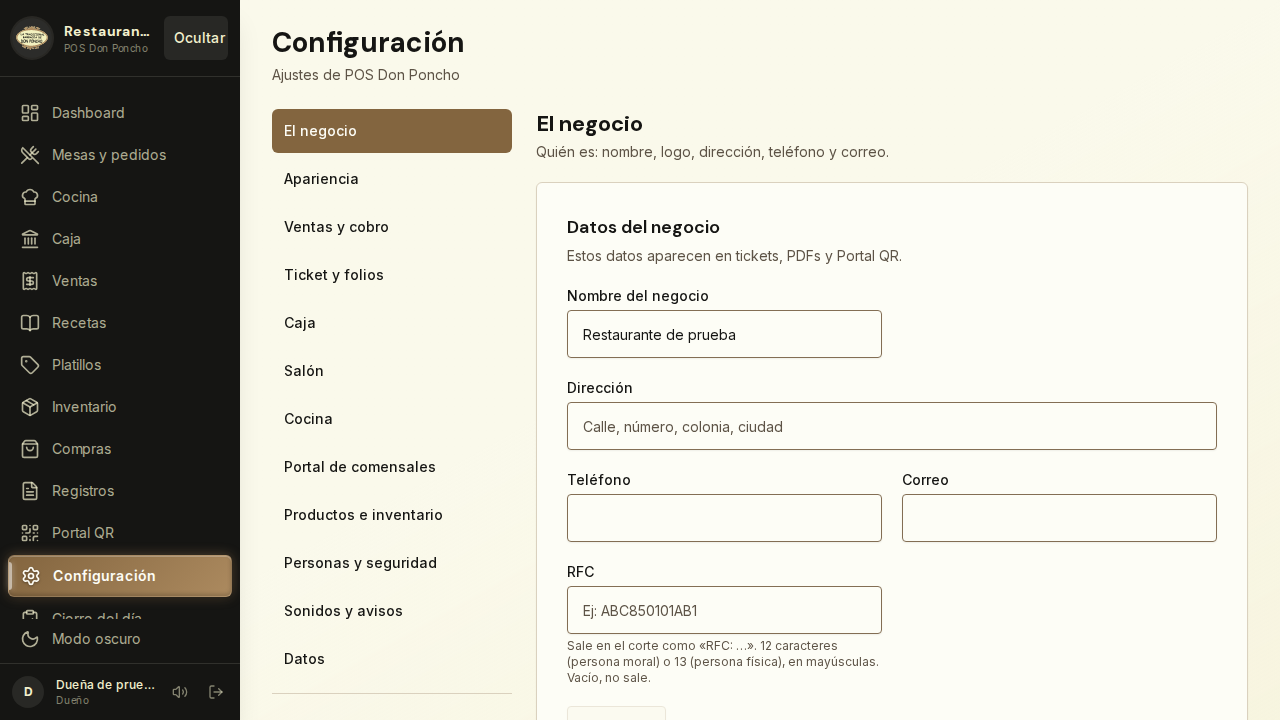 Restauran...
POS Don Poncho
Ocultar
Dashboard
Mesas y pedidos
Cocina
Caja
Ventas
Recetas
Platillos
Inventario
Compras
Registros
Portal QR
Configuración
Cierre del día
Modo oscuro
D
Dueña de prue...
Dueño
Configuración
Ajustes de POS Don Poncho
El negocio
Apariencia
Ventas y cobro
Ticket y folios
Caja
Salón
Cocina
Portal de comensales
Productos e inventario
Personas y seguridad
Sonidos y avisos
Datos
El negocio
Quién es: nombre, logo, dirección, teléfono y correo.
Datos del negocio
Estos datos aparecen en tickets, PDFs y Portal QR.
Nombre del negocio
Restaurante de prueba
Dirección
Calle, número, colonia, ciudad
Teléfono
Correo
RFC
Ej: ABC850101AB1
Sale en el corte como «RFC: ...». 12 caracteres
(persona moral) o 13 (persona física), en mayúsculas.
Vacío, no sale.